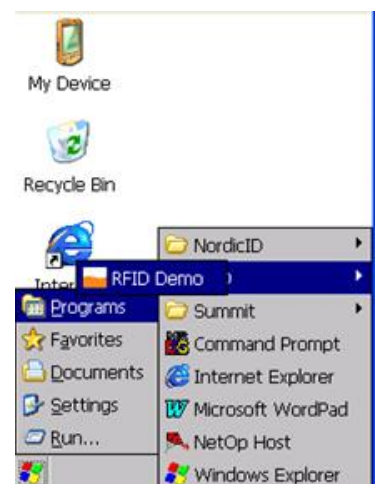 My Device
Recycle Bin
Inter
RFID Demo
NordicID
Programs
Summit
Favorites
Command Prompt
Documents
Internet Explorer
Settings
Microsoft WordPad
Run...
NetOp Host
Windows Explorer